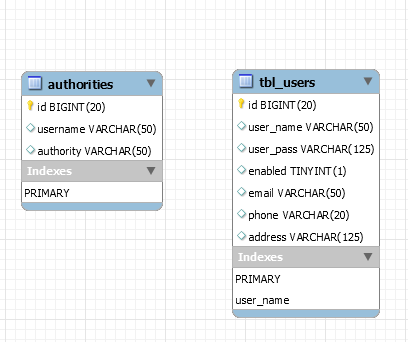 authorities
id BIGINT(20)
username VARCHAR(50)
authority VARCHAR(50)
Indexes
PRIMARY
tbl_users
id BIGINT(20)
user_name VARCHAR(50)
user_pass VARCHAR(125)
enabled TINYINT(1)
email VARCHAR(50)
phone VARCHAR(20)
address VARCHAR(125)
Indexes
PRIMARY
user_name